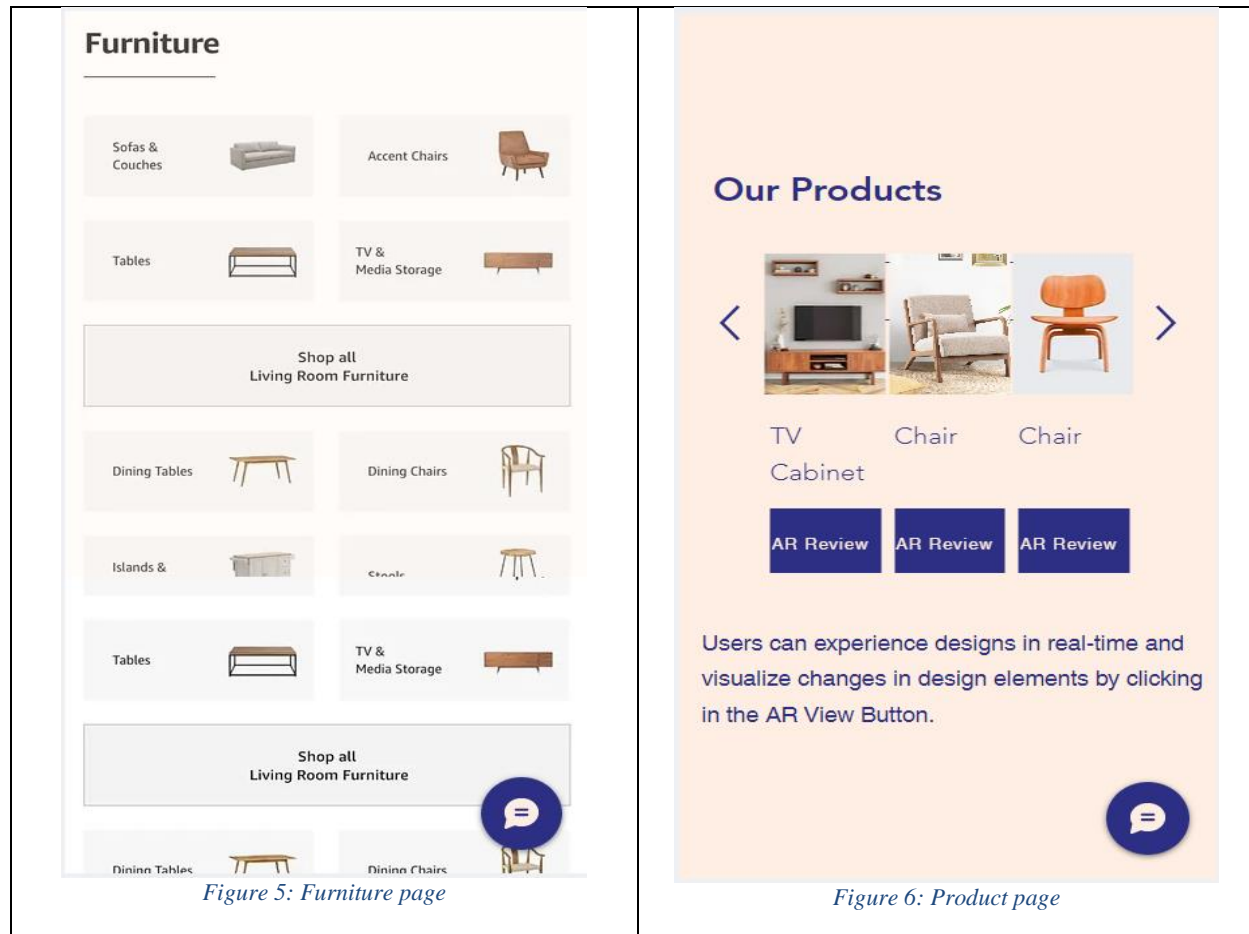 Furniture
Sofas &
Couches
Accent Chairs
Tables
TV &
Media Storage
Shop all
Living Room Furniture
Dining Tables
Dining Chairs
Islands &
Stools
Tables
TV &
Media Storage
Shop all
Living Room Furniture
Dining Tables
Dining Chairs
Figure 5: Furniture page
Our Products
TV
Cabinet
Chair
Chair
AR Review
AR Review
AR Review
Users can experience designs in real-time and
visualize changes in design elements by clicking
in the AR View Button.
Figure 6: Product page